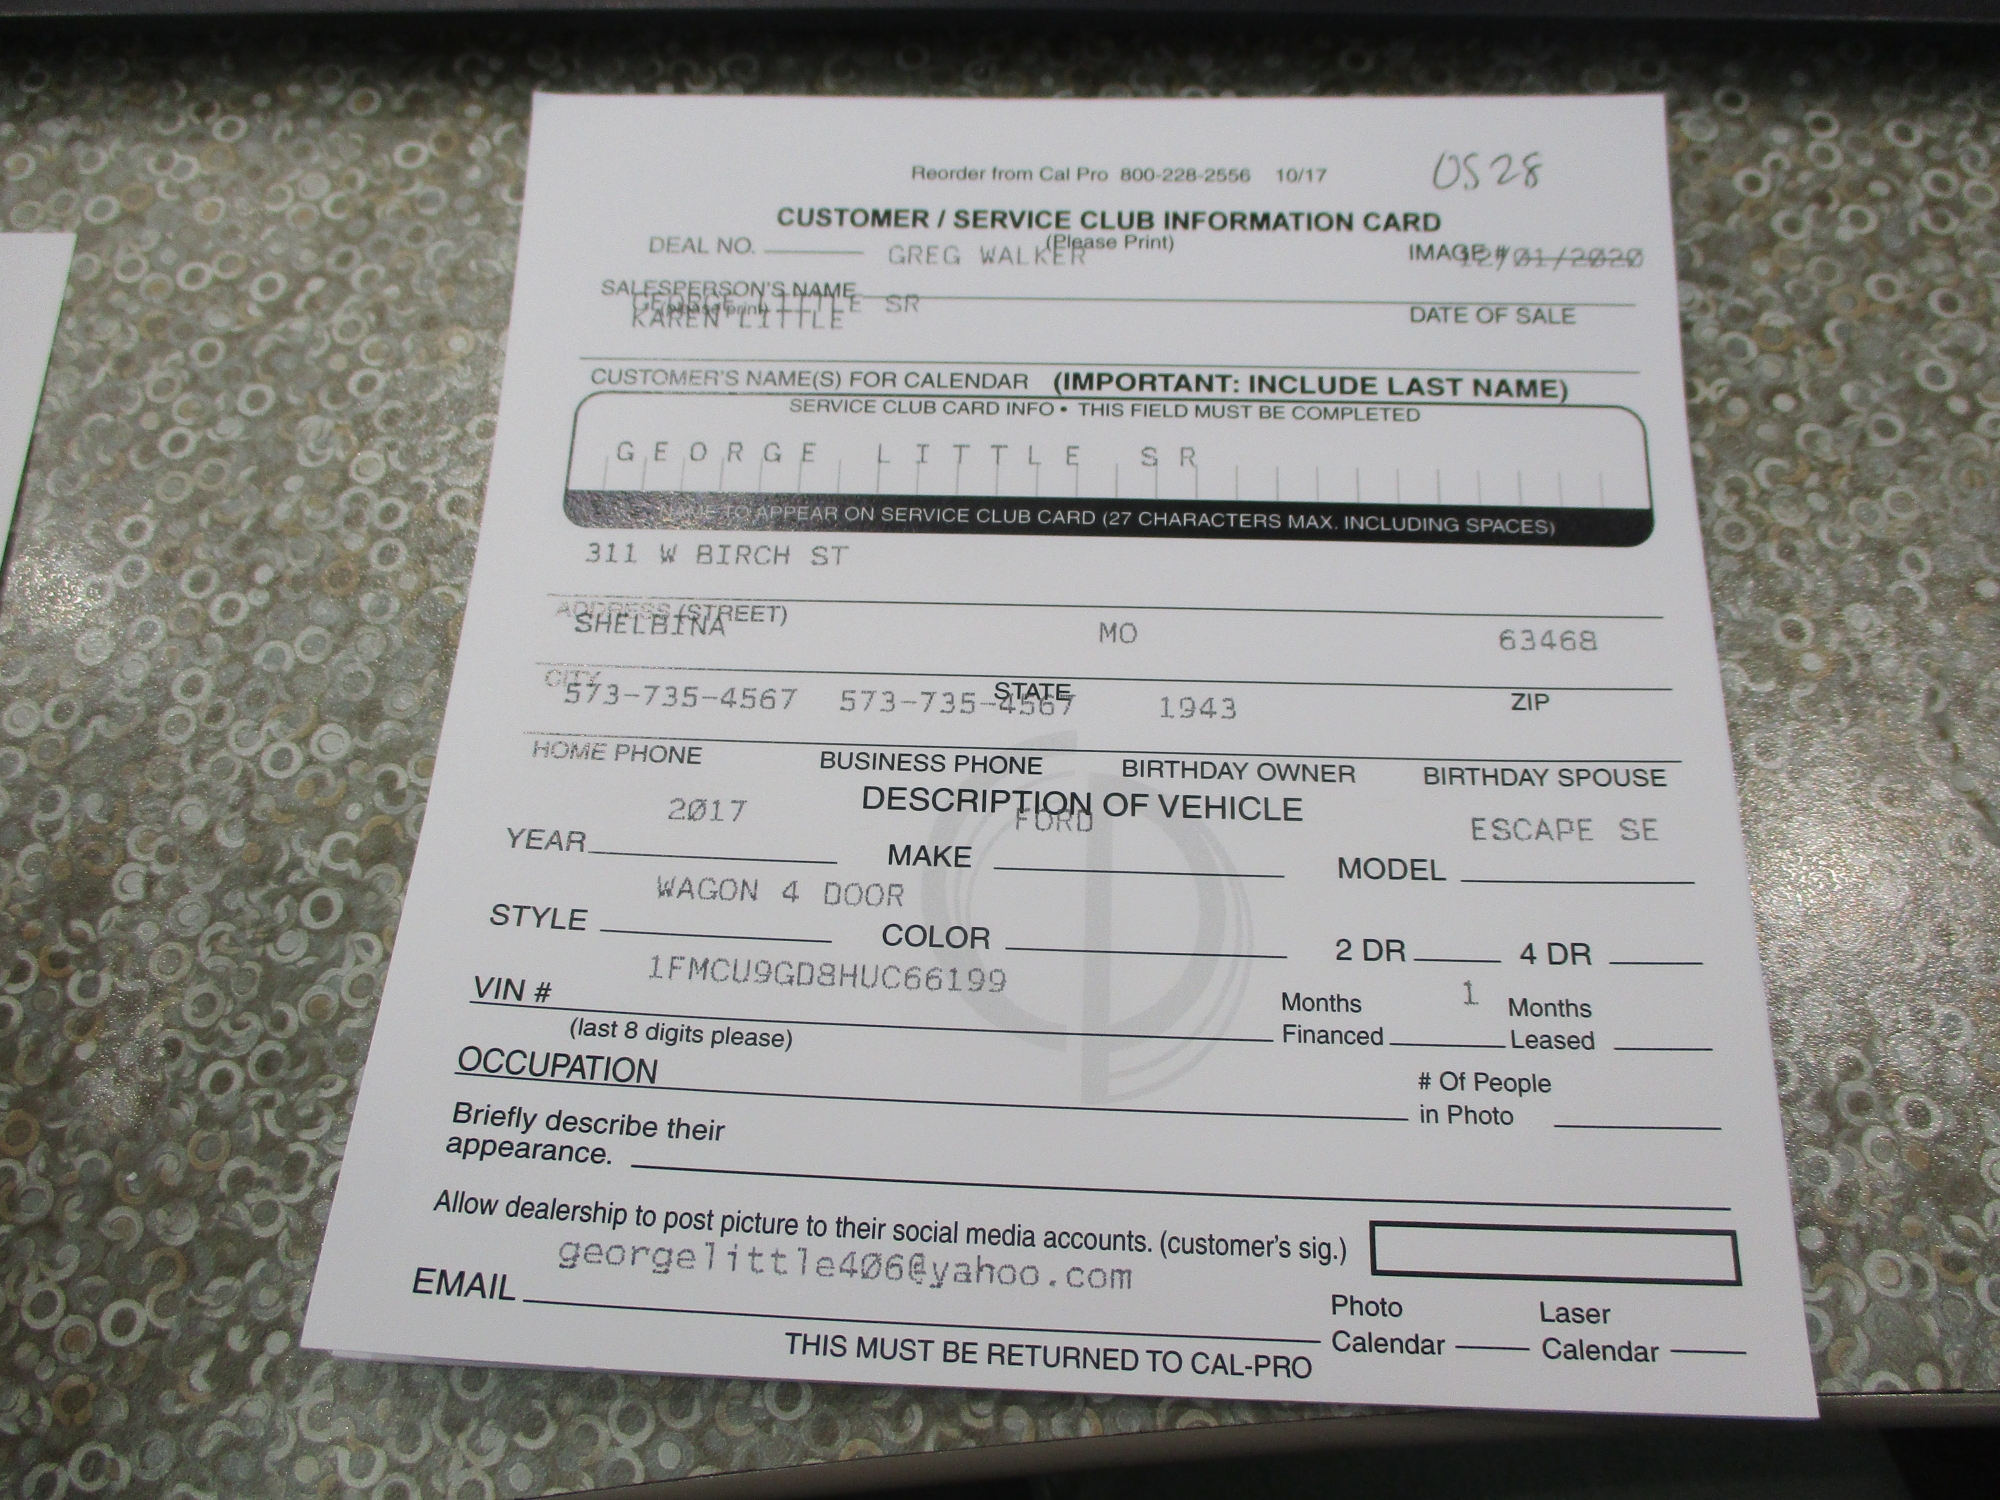 Reorder from Cal Pro 800-228-2556 10/17 0528
CUSTOMER / SERVICE CLUB INFORMATION CARD
(Please Print)
DEAL NO. GREG WALKER IMAGE # 12/01/2020
SALESPERSON'S NAME
(please print)
GEORGE LITTLE SR
KAREN LITTLE
DATE OF SALE
CUSTOMER'S NAME(S) FOR CALENDAR (IMPORTANT: INCLUDE LAST NAME)
SERVICE CLUB CARD INFO • THIS FIELD MUST BE COMPLETED
GEORGE LITTLE SR
NAME TO APPEAR ON SERVICE CLUB CARD (27 CHARACTERS MAX. INCLUDING SPACES)
311 W BIRCH ST
ADDRESS (STREET)
SHELBINA MO 63468
CITY STATE ZIP
573-735-4567 573-735-4567 1943
HOME PHONE BUSINESS PHONE BIRTHDAY OWNER BIRTHDAY SPOUSE
DESCRIPTION OF VEHICLE
2017 FORD ESCAPE SE
YEAR MAKE MODEL
WAGON 4 DOOR
STYLE COLOR 2 DR 4 DR
1FMCU9GD8HUC66199
VIN # Months Financed 1 Months Leased
(last 8 digits please)
OCCUPATION # Of People in Photo
Briefly describe their
appearance.
Allow dealership to post picture to their social media accounts. (customer's sig.)
georgelittle406@yahoo.com
EMAIL Photo Calendar Laser Calendar
THIS MUST BE RETURNED TO CAL-PRO